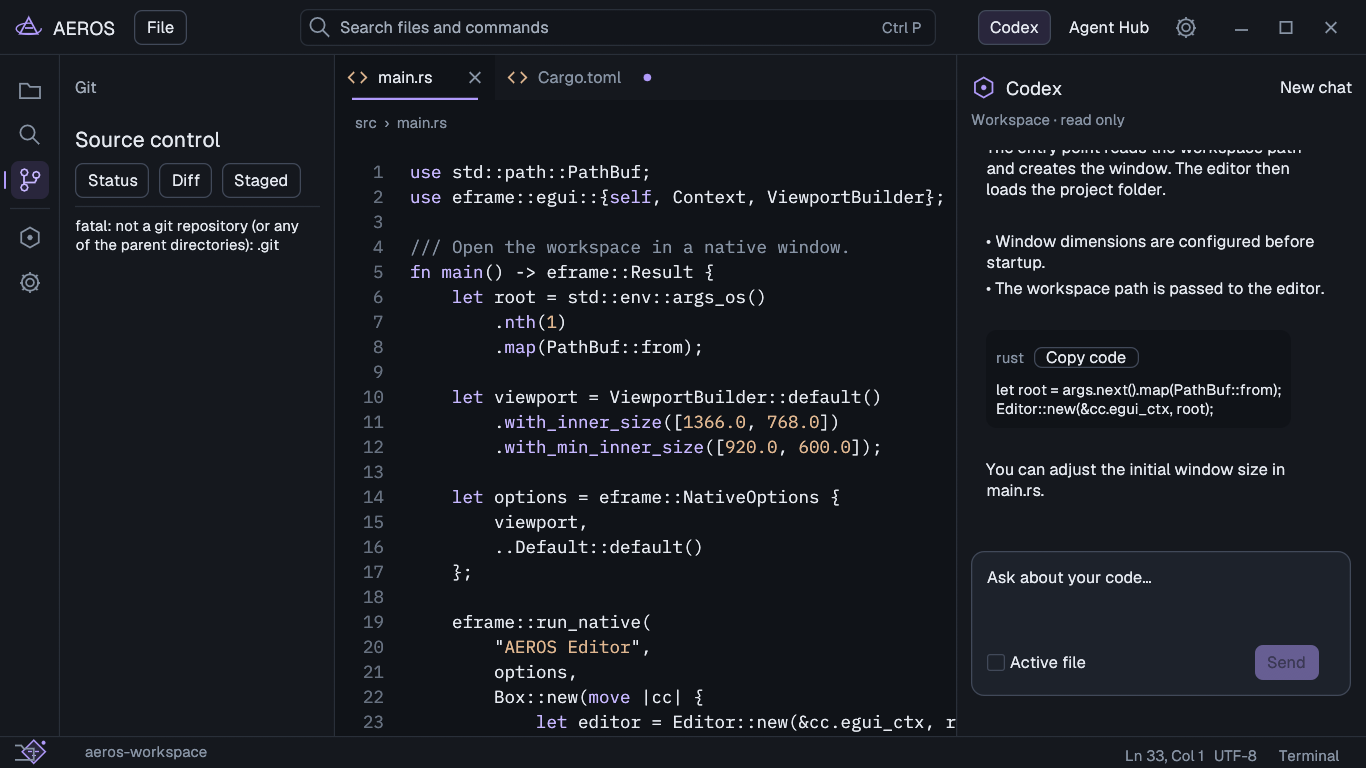 AEROS
File
Search files and commands
Ctrl P
Codex
Agent Hub
Git
Source control
Status
Diff
Staged
fatal: not a git repository (or any
of the parent directories): .git
main.rs
Cargo.toml
src › main.rs
1 use std::path::PathBuf;
2 use eframe::egui::{self, Context, ViewportBuilder};
3
4 /// Open the workspace in a native window.
5 fn main() -> eframe::Result {
6     let root = std::env::args_os()
7         .nth(1)
8         .map(PathBuf::from);
9
10     let viewport = ViewportBuilder::default()
11         .with_inner_size([1366.0, 768.0])
12         .with_min_inner_size([920.0, 600.0]);
13
14     let options = eframe::NativeOptions {
15         viewport,
16         ..Default::default()
17     };
18
19     eframe::run_native(
20         "AEROS Editor",
21         options,
22         Box::new(move |cc| {
23             let editor = Editor::new(&cc.egui_ctx, r
Codex
New chat
Workspace · read only
The entry point reads the workspace path
and creates the window. The editor then
loads the project folder.
• Window dimensions are configured before
startup.
• The workspace path is passed to the editor.
rust
Copy code
let root = args.next().map(PathBuf::from);
Editor::new(&cc.egui_ctx, root);
You can adjust the initial window size in
main.rs.
Ask about your code…
Active file
Send
aeros-workspace
Ln 33, Col 1
UTF-8
Terminal